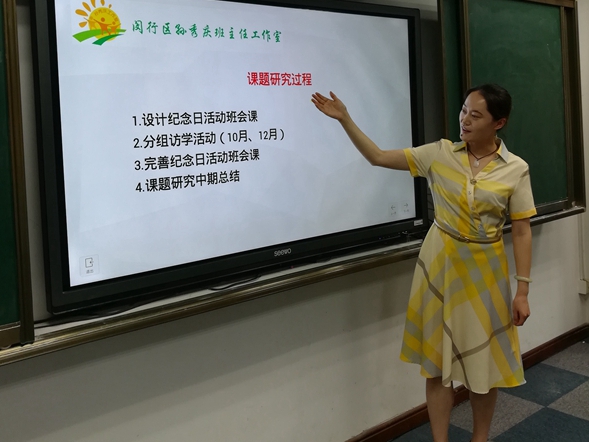 闵行区孙秀庆班主任工作室
课题研究过程
1.设计纪念日活动班会课
2.分组访学活动（10月、12月）
3.完善纪念日活动班会课
4.课题研究中期总结
seewo